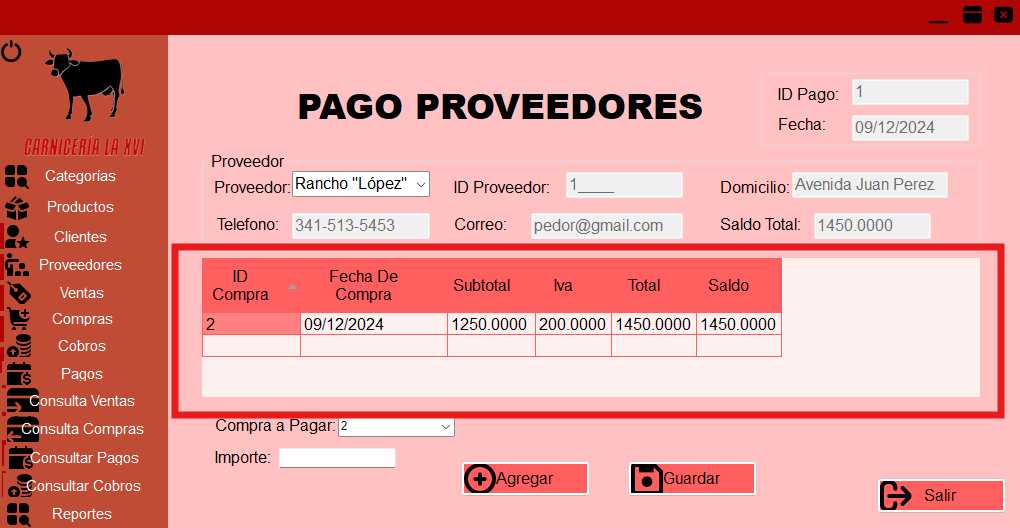 CARNICERÍA LA XVI
Categorías
Productos
Clientes
Proveedores
Ventas
Compras
Cobros
Pagos
Consulta Ventas
Consulta Compras
Consultar Pagos
Consultar Cobros
Reportes
PAGO PROVEEDORES
ID Pago: 1
Fecha: 09/12/2024
Proveedor
Proveedor: Rancho "López" ID Proveedor: 1____ Domicilio: Avenida Juan Perez
Telefono: 341-513-5453 Correo: pedor@gmail.com Saldo Total: 1450.0000
ID Compra Fecha De Compra Subtotal Iva Total Saldo
2 09/12/2024 1250.0000 200.0000 1450.0000 1450.0000
Compra a Pagar: 2
Importe:
Agregar Guardar Salir